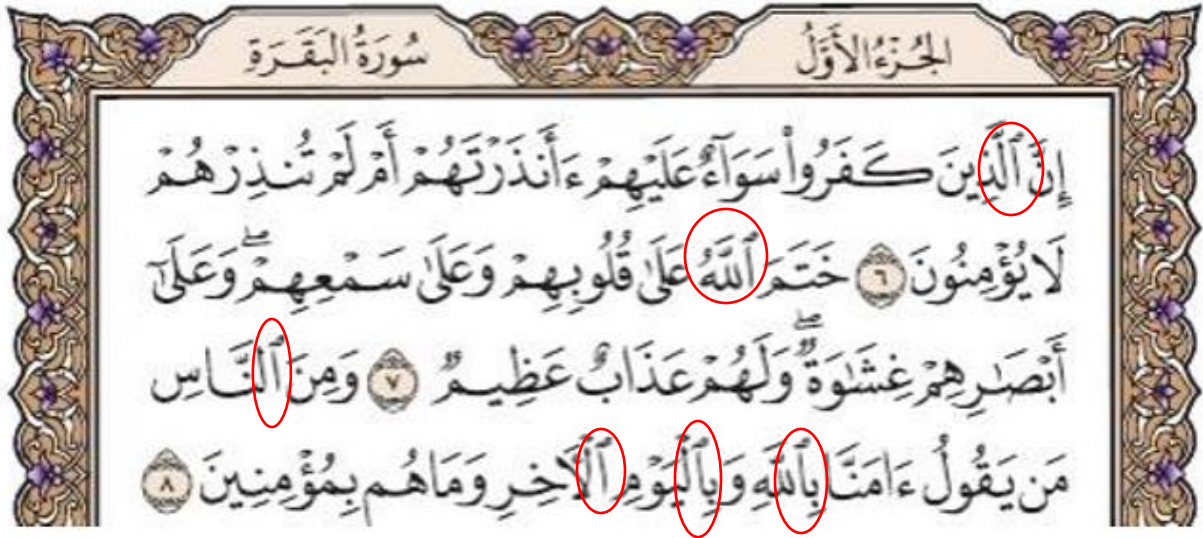 الجُزْءُ الأَوَّلُ
سُورَةُ البَقَرَةِ
إِنَّ ٱلَّذِينَ كَفَرُوا۟ سَوَآءٌ عَلَيْهِمْ ءَأَنذَرْتَهُمْ أَمْ لَمْ تُنذِرْهُمْ
لَا يُؤْمِنُونَ ٦ خَتَمَ ٱللَّهُ عَلَىٰ قُلُوبِهِمْ وَعَلَىٰ سَمْعِهِمْ ۖ وَعَلَىٰٓ
أَبْصَٰرِهِمْ غِشَٰوَةٌ ۖ وَلَهُمْ عَذَابٌ عَظِيمٌ ٧ وَمِنَ ٱلنَّاسِ
مَن يَقُولُ ءَامَنَّا بِٱللَّهِ وَبِٱلْيَوْمِ ٱلْءَاخِرِ وَمَا هُم بِمُؤْمِنِينَ ٨